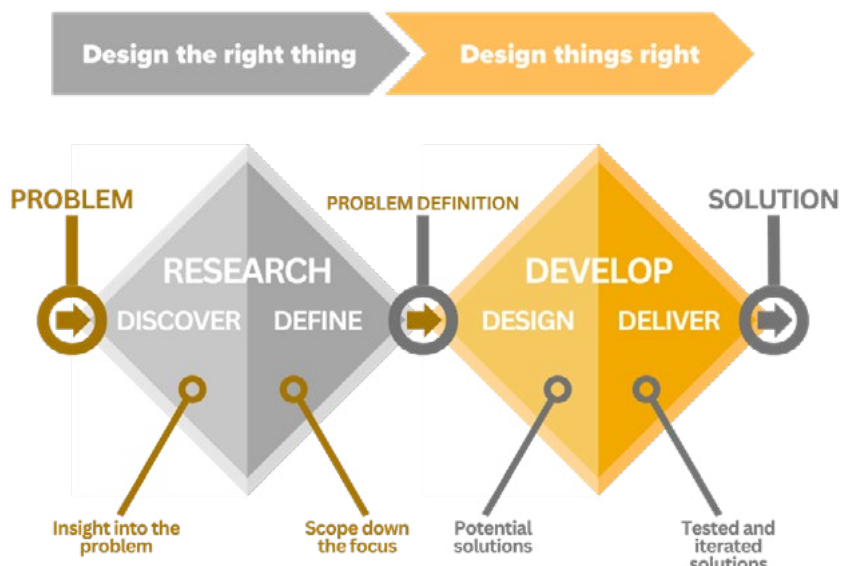 Design the right thing
Design things right
PROBLEM
PROBLEM DEFINITION
SOLUTION
RESEARCH
DEVELOP
DISCOVER
DEFINE
DESIGN
DELIVER
Insight into the
problem
Scope down
the focus
Potential
solutions
Tested and
iterated
solutions